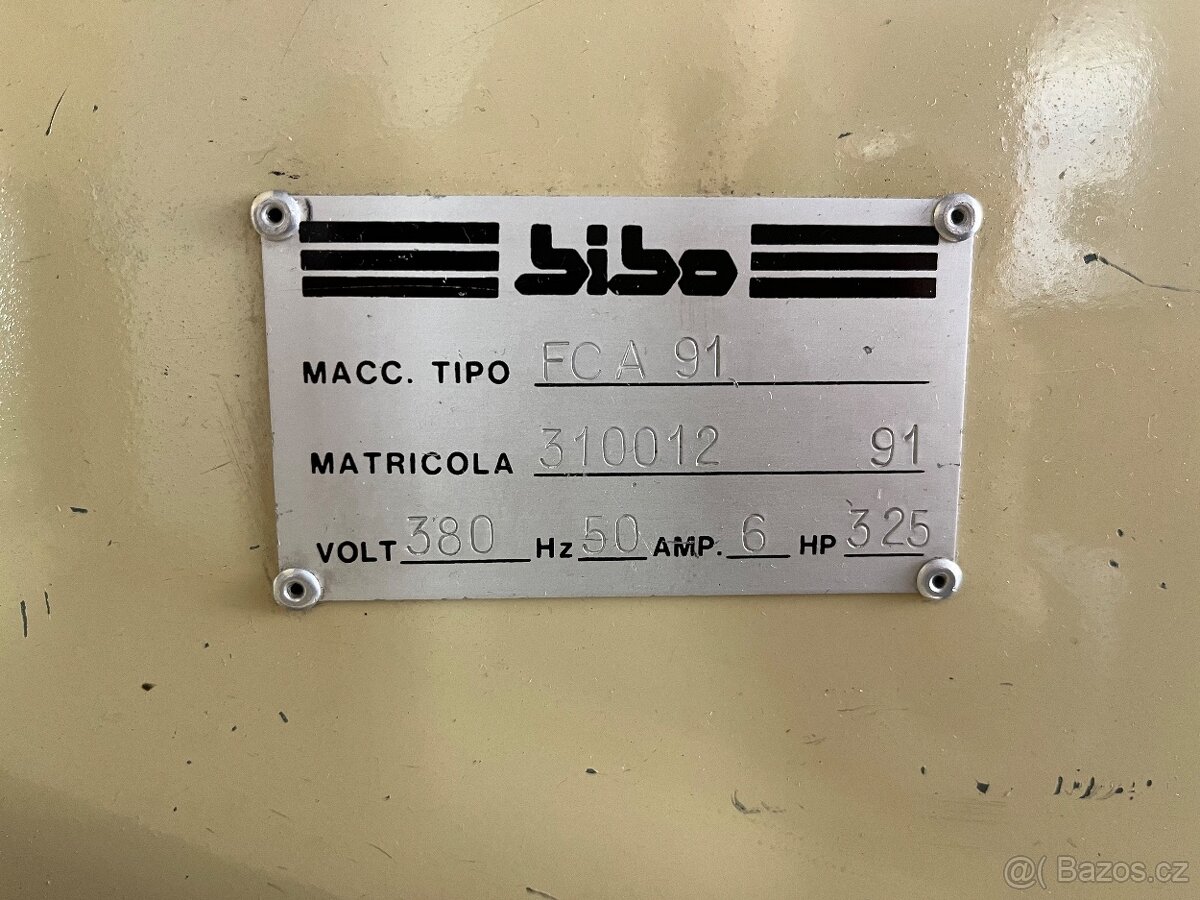 bibo
MACC. TIPO FCA 91
MATRICOLA 310012 91
VOLT 380 Hz 50 AMP. 6 HP 325
@( Bazos.cz